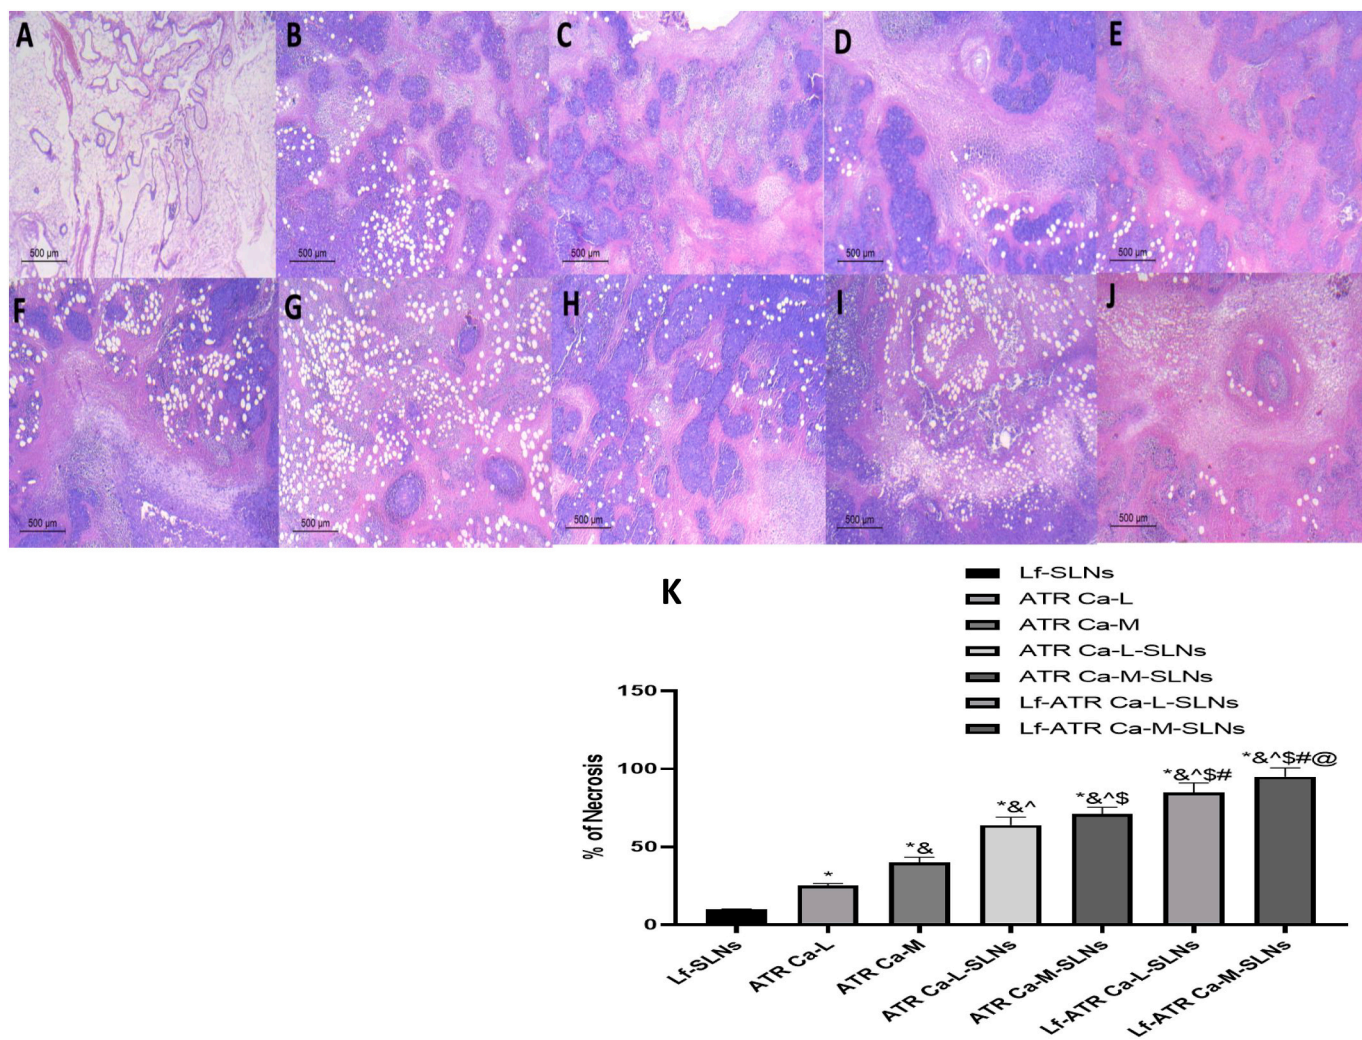 A
B
C
D
E
500 µm
500 µm
500 µm
500 µm
500 µm
F
G
H
I
J
500 µm
500 µm
500 µm
500 µm
500 µm
K
Lf-SLNs
ATR Ca-L
ATR Ca-M
ATR Ca-L-SLNs
ATR Ca-M-SLNs
Lf-ATR Ca-L-SLNs
Lf-ATR Ca-M-SLNs
% of Necrosis
150
100
50
0
*
*&
*&^
*&^$
*&^$#
*&^$#@
Lf-SLNs
ATR Ca-L
ATR Ca-M
ATR Ca-L-SLNs
ATR Ca-M-SLNs
Lf-ATR Ca-L-SLNs
Lf-ATR Ca-M-SLNs